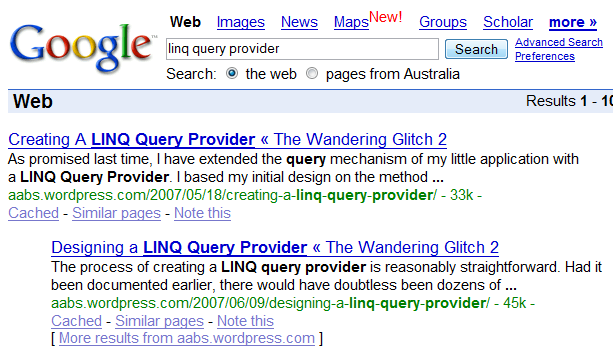 Google™ Web Images News Maps New! Groups Scholar more »
linq query provider Search Advanced Search
Preferences
Search: the web pages from Australia
Web Results 1 - 10
Creating A LINQ Query Provider « The Wandering Glitch 2
As promised last time, I have extended the query mechanism of my little application with
a LINQ Query Provider. I based my initial design on the method ...
aabs.wordpress.com/2007/05/18/creating-a-linq-query-provider/ - 33k -
Cached - Similar pages - Note this
Designing a LINQ Query Provider « The Wandering Glitch 2
The process of creating a LINQ query provider is reasonably straightforward. Had it
been documented earlier, there would have doubtless been dozens of ...
aabs.wordpress.com/2007/06/09/designing-a-linq-query-provider/ - 45k -
Cached - Similar pages - Note this
[ More results from aabs.wordpress.com ]